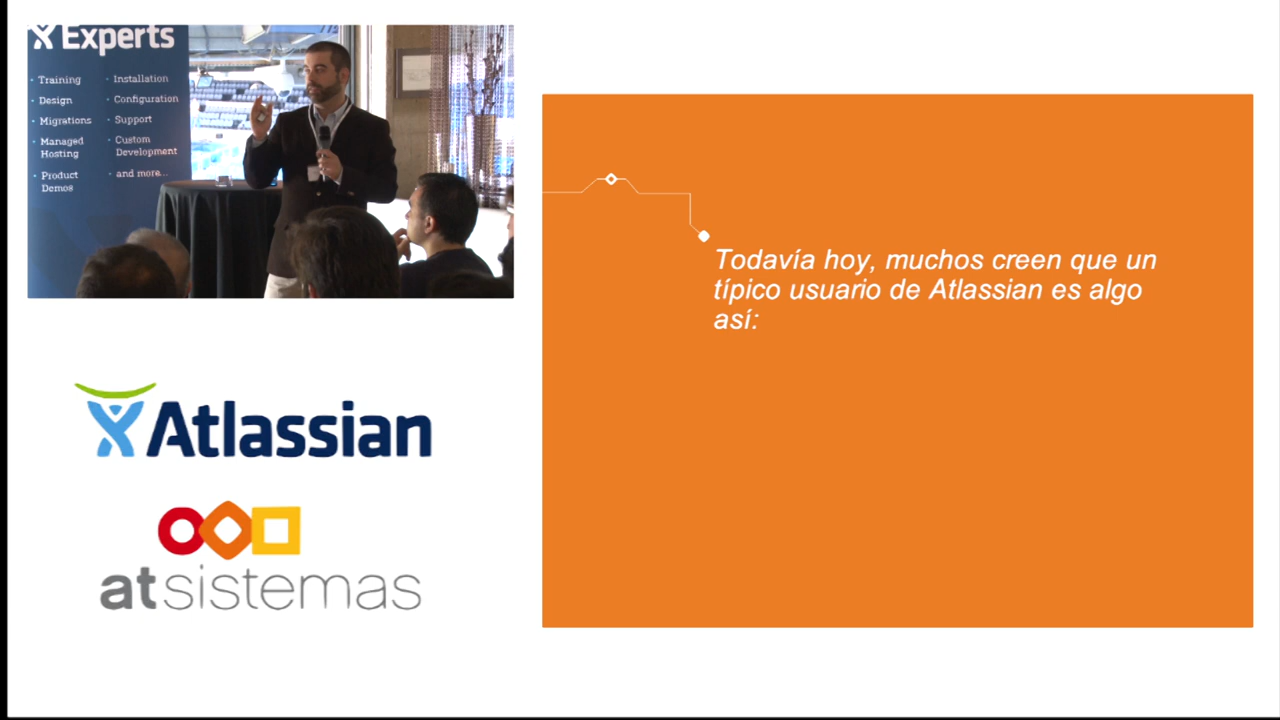 Experts
Training
Design
Migrations
Managed
Hosting
Product
Demos
Installation
Configuration
Support
Custom
Development
and more...
Todavía hoy, muchos creen que un
típico usuario de Atlassian es algo
así:
Atlassian
atsistemas